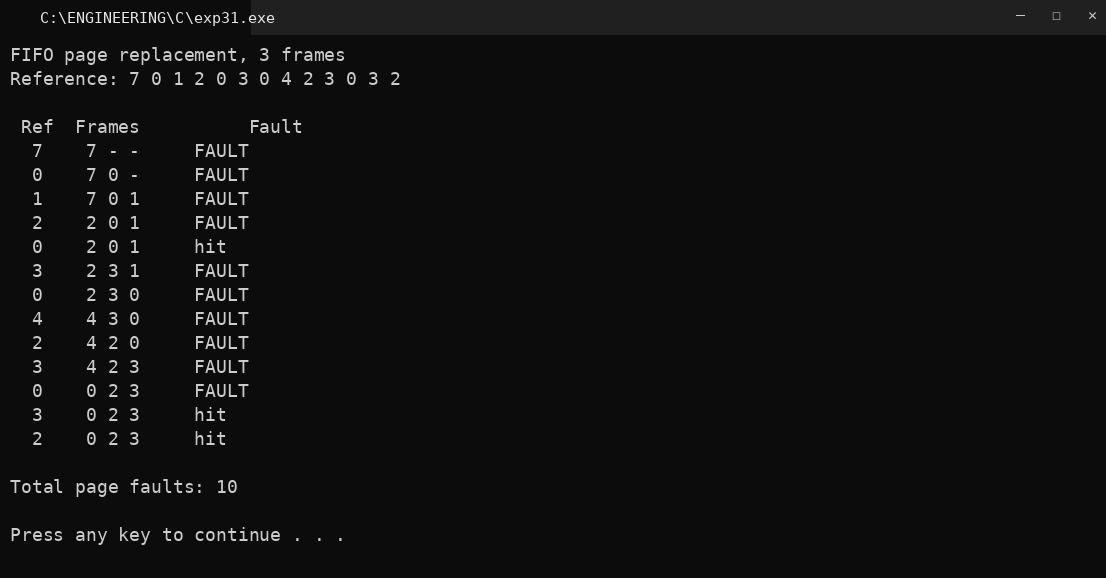 C:\ENGINEERING\C\exp31.exe
FIFO page replacement, 3 frames
Reference: 7 0 1 2 0 3 0 4 2 3 0 3 2
Ref  Frames          Fault
7    7 - -     FAULT
0    7 0 -     FAULT
1    7 0 1     FAULT
2    2 0 1     FAULT
0    2 0 1     hit
3    2 3 1     FAULT
0    2 3 0     FAULT
4    4 3 0     FAULT
2    4 2 0     FAULT
3    4 2 3     FAULT
0    0 2 3     FAULT
3    0 2 3     hit
2    0 2 3     hit
Total page faults: 10
Press any key to continue . . .